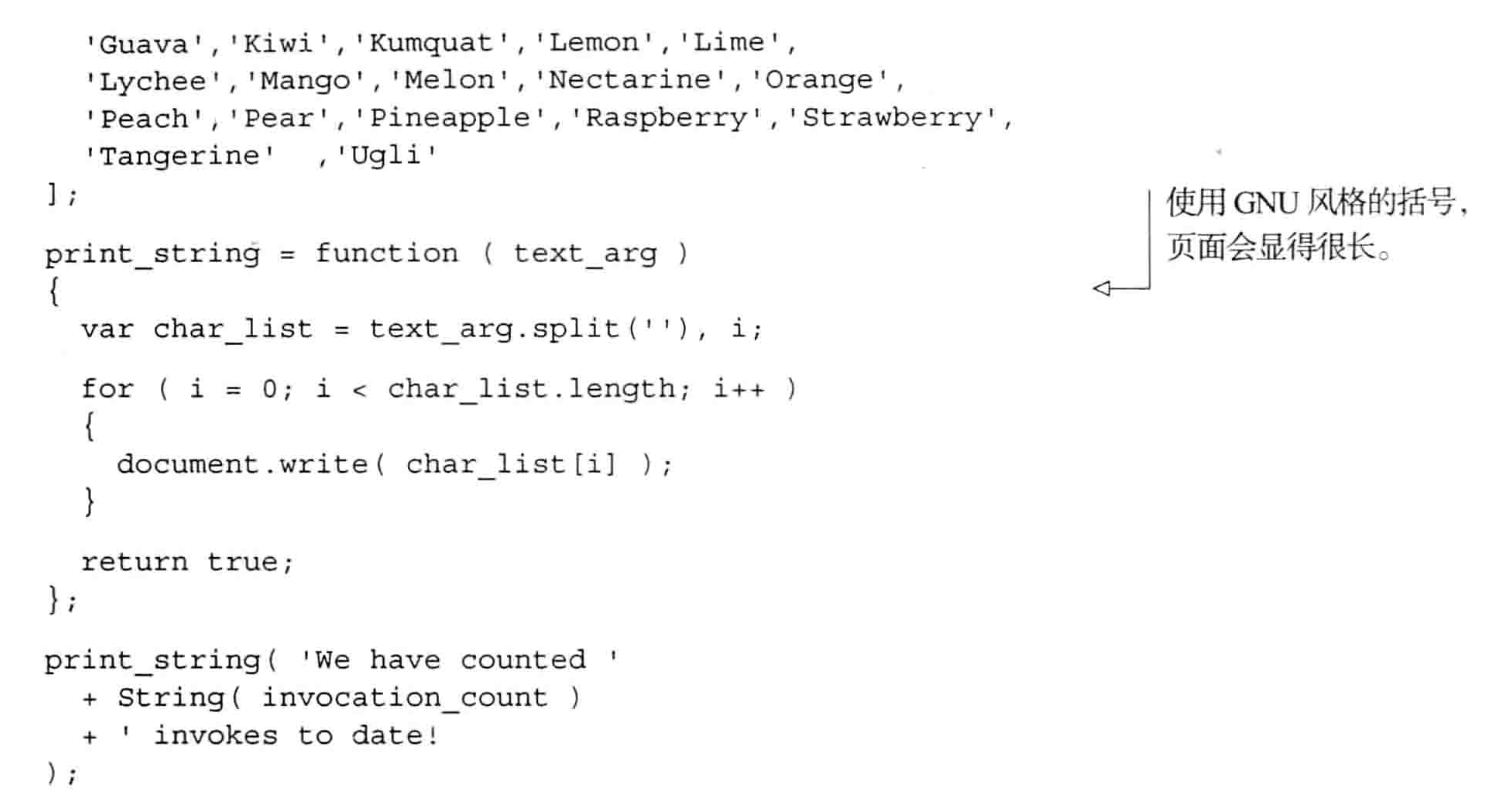 'Guava','Kiwi','Kumquat','Lemon','Lime',
'Lychee','Mango','Melon','Nectarine','Orange',
'Peach','Pear','Pineapple','Raspberry','Strawberry',
'Tangerine'  ,'Ugli'
];
print_string = function ( text_arg )
{
  var char_list = text_arg.split(''), i;
  for ( i = 0; i < char_list.length; i++ )
  {
    document.write( char_list[i] );
  }
  return true;
};
print_string( 'We have counted '
  + String( invocation_count )
  + ' invokes to date!
);
使用 GNU 风格的括号，
页面会显得很长。